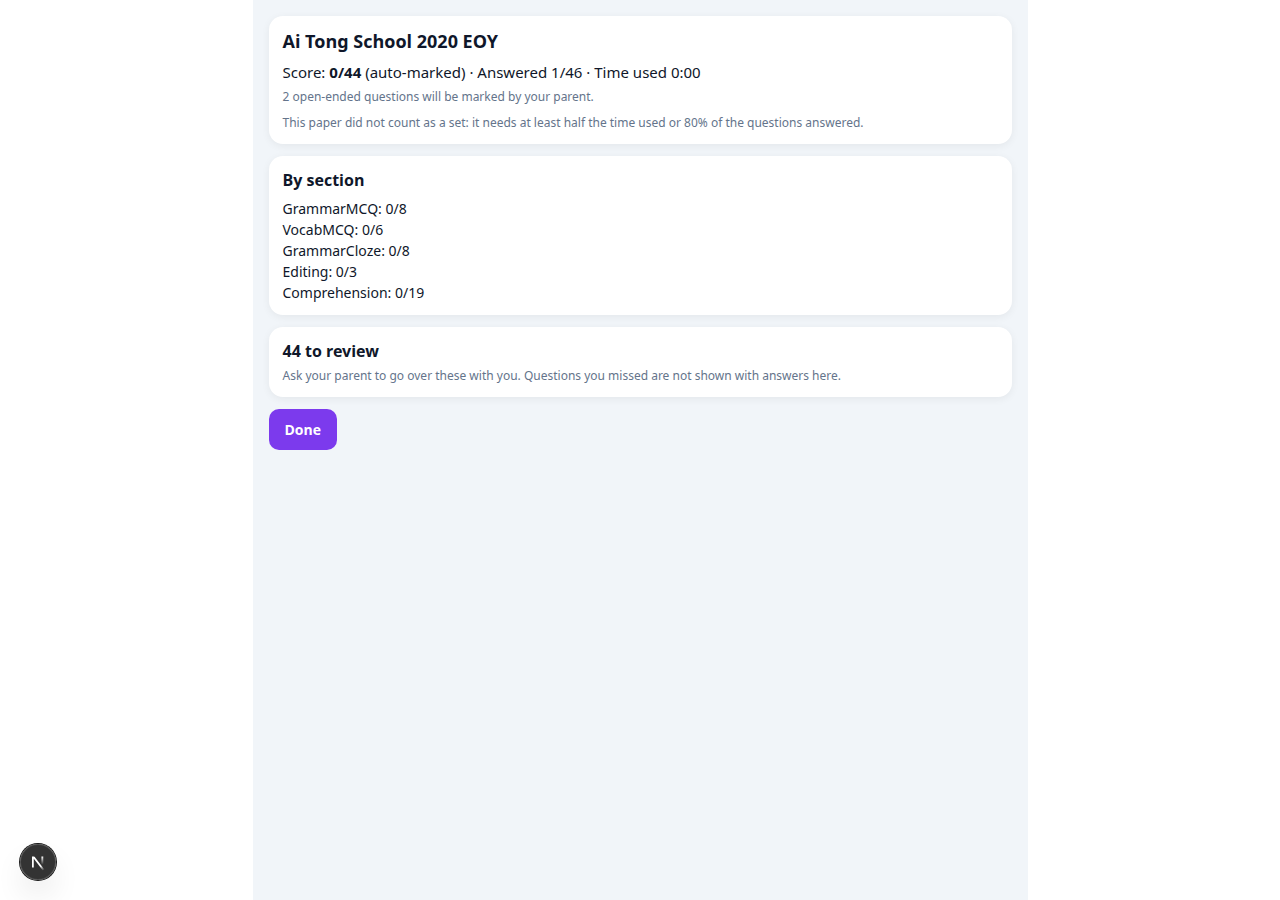 Ai Tong School 2020 EOY
Score: 0/44 (auto-marked) · Answered 1/46 · Time used 0:00
2 open-ended questions will be marked by your parent.
This paper did not count as a set: it needs at least half the time used or 80% of the questions answered.
By section
GrammarMCQ: 0/8
VocabMCQ: 0/6
GrammarCloze: 0/8
Editing: 0/3
Comprehension: 0/19
44 to review
Ask your parent to go over these with you. Questions you missed are not shown with answers here.
Done
N